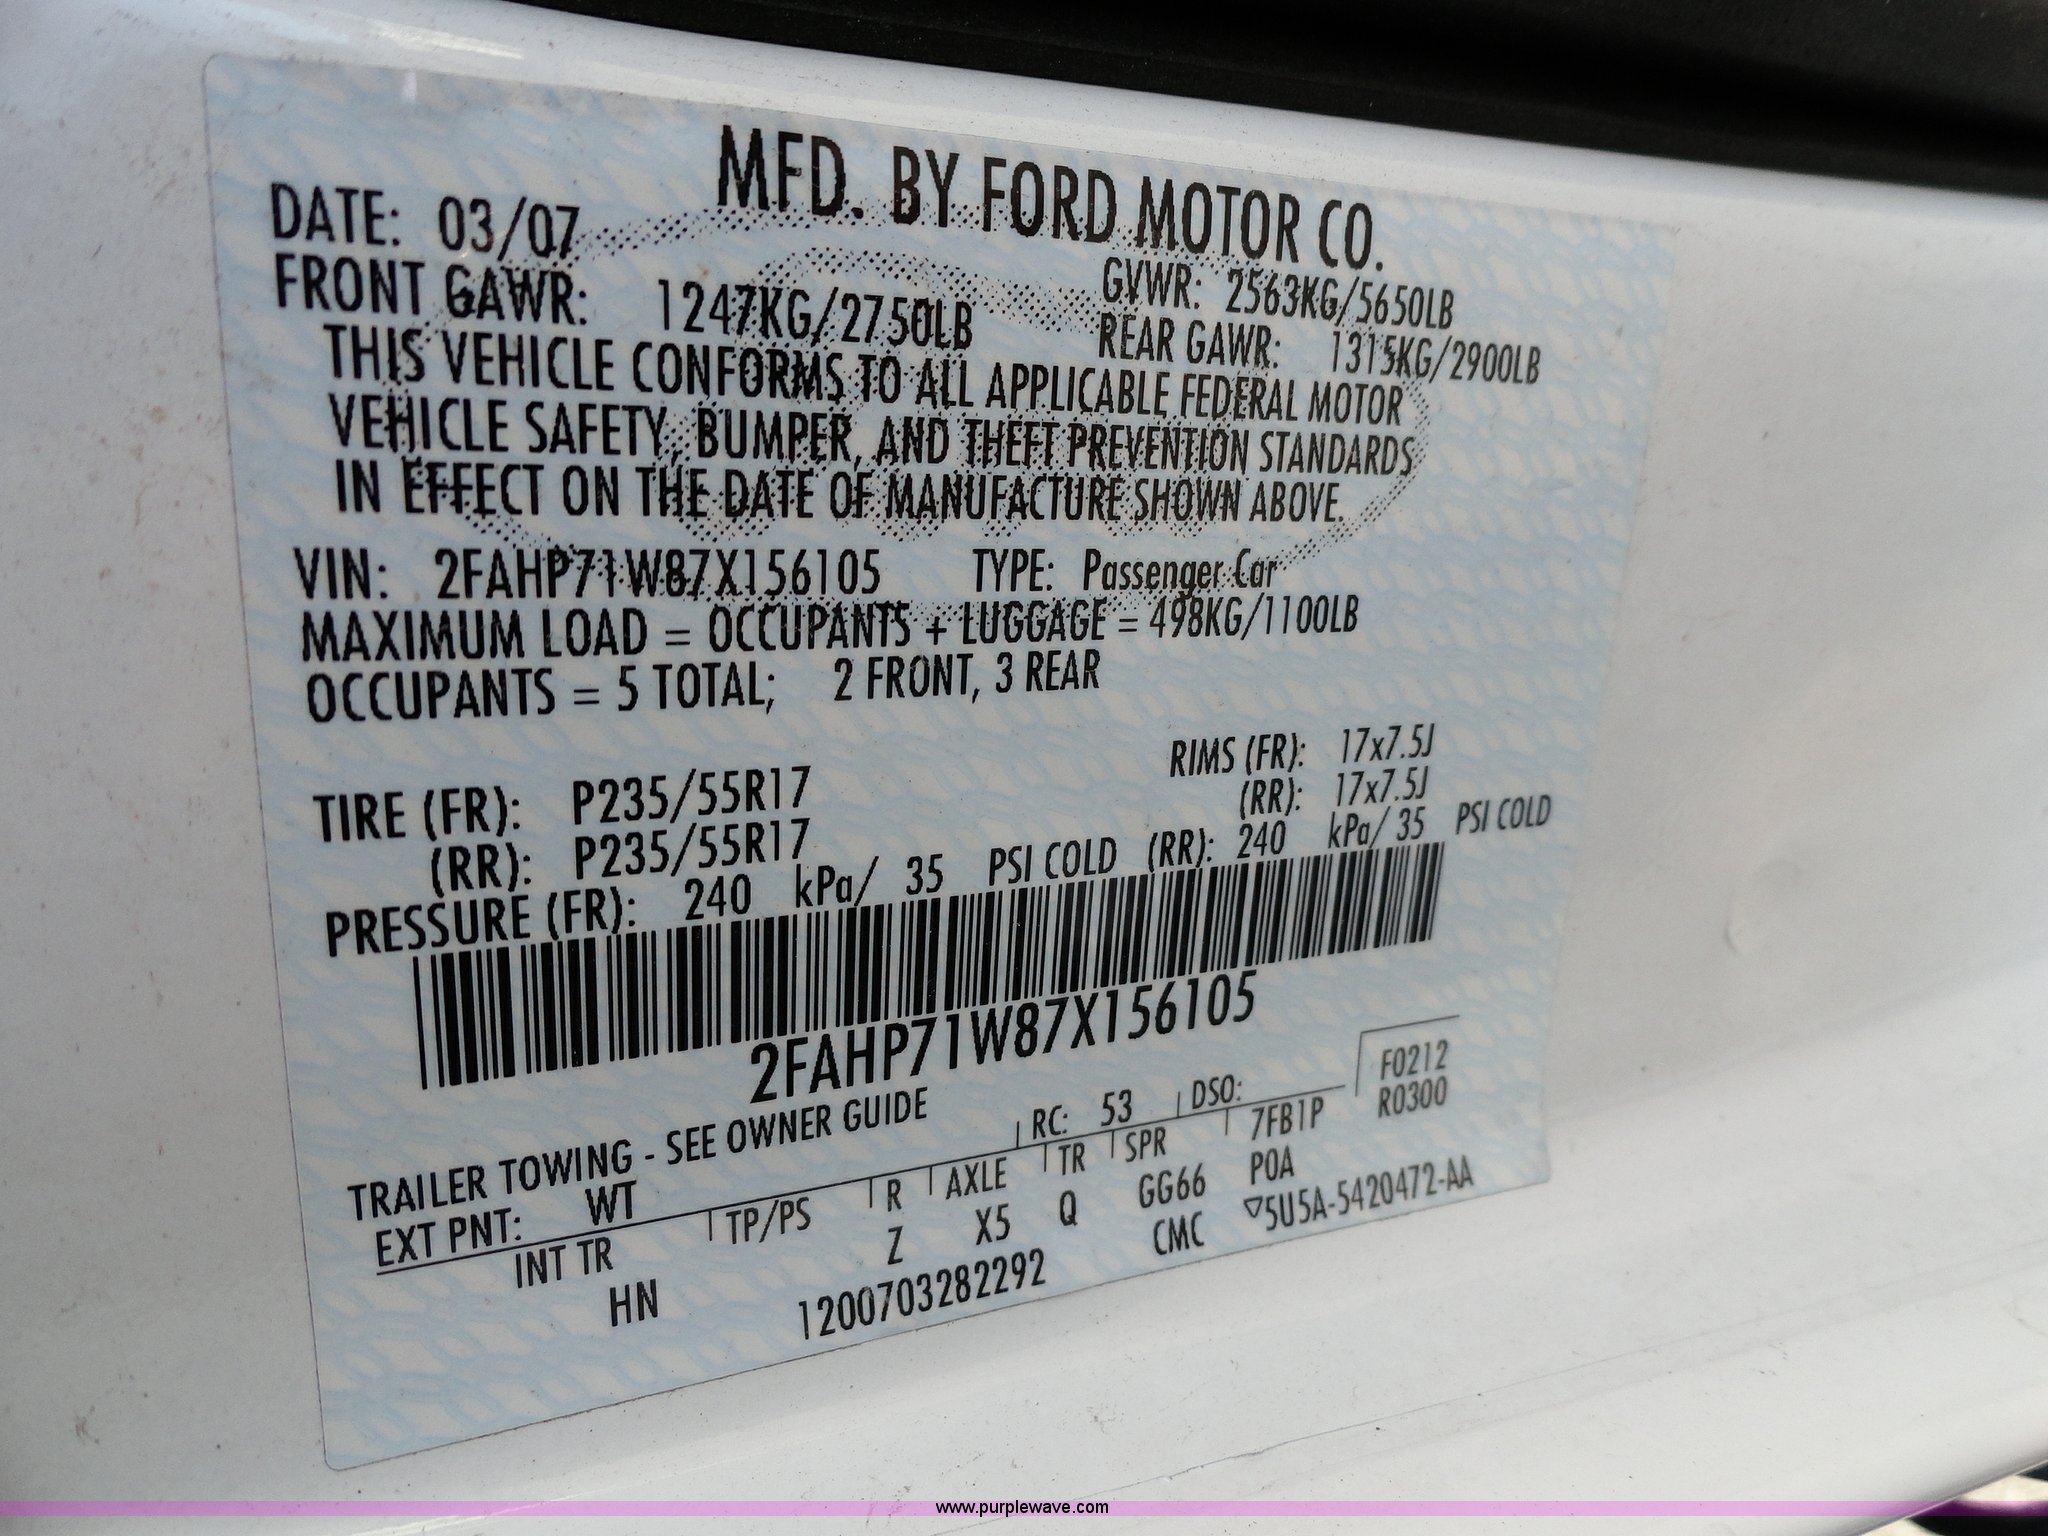 MFD. BY FORD MOTOR CO.
DATE: 03/07 GVWR: 2563KG/5650LB
FRONT GAWR: 1247KG/2750LB REAR GAWR: 1315KG/2900LB
THIS VEHICLE CONFORMS TO ALL APPLICABLE FEDERAL MOTOR
VEHICLE SAFETY, BUMPER, AND THEFT PREVENTION STANDARDS
IN EFFECT ON THE DATE OF MANUFACTURE SHOWN ABOVE.
VIN: 2FAHP71W87X156105 TYPE: Passenger Car
MAXIMUM LOAD = OCCUPANTS + LUGGAGE = 498KG/1100LB
OCCUPANTS = 5 TOTAL; 2 FRONT, 3 REAR
TIRE (FR): P235/55R17 RIMS (FR): 17x7.5J
(RR): P235/55R17 (RR): 17x7.5J
PRESSURE (FR): 240 kPa/ 35 PSI COLD (RR): 240 kPa/ 35 PSI COLD
2FAHP71W87X156105
TRAILER TOWING - SEE OWNER GUIDE F0212
EXT PNT: WT RC: 53 DSO: R0300
INT TR TP/PS R AXLE TR SPR 7FB1P
HN Z X5 Q GG66 P0A
1200703282292 CMC ▽5U5A-5420472-AA
www.purplewave.com